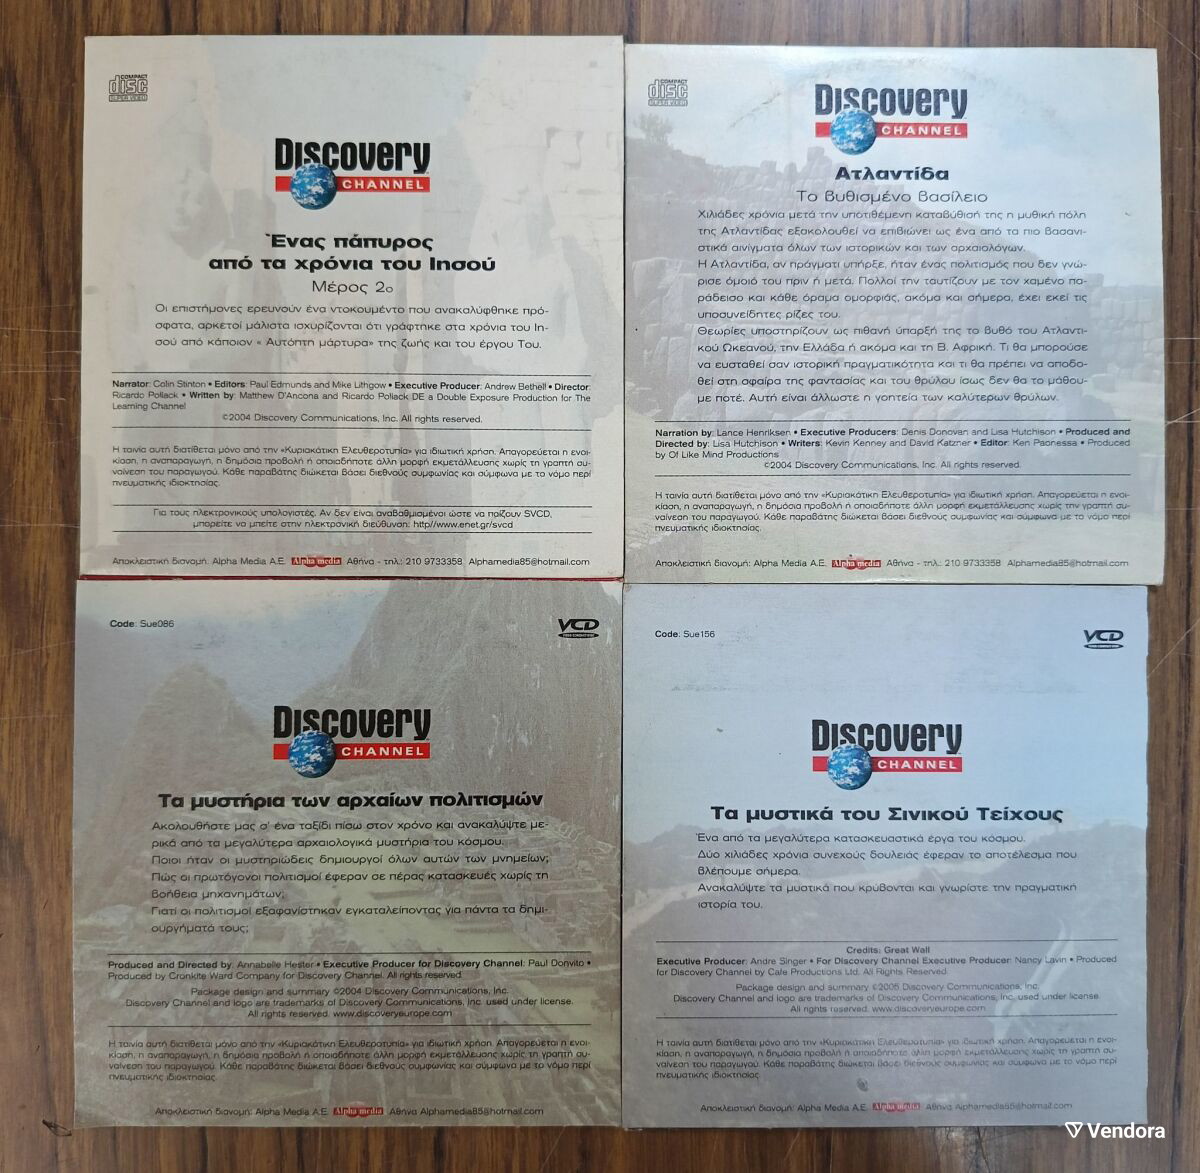 COMPACT
disc
SUPER VIDEO
Discovery
CHANNEL
Ένας πάπυρος
από τα χρόνια του Ιησού
Μέρος 2ο
Οι επιστήμονες ερευνούν ένα ντοκουμέντο που ανακαλύφθηκε πρό-
σφατα, αρκετοί μάλιστα ισχυρίζονται ότι γράφτηκε στα χρόνια του Ιη-
σού από κάποιον « Αυτόπτη μάρτυρα» της ζωής και του έργου Του.
Narrator: Colin Stinton • Editors: Paul Edmunds and Mike Lithgow • Executive Producer: Andrew Bethell • Director:
Ricardo Pollack • Written by: Matthew D'Ancona and Ricardo Pollack DE a Double Exposure Production for The
Learning Channel
©2004 Discovery Communications, Inc. All rights reserved.
Η ταινία αυτή διατίθεται μόνο από την «Κυριακάτικη Ελευθεροτυπία» για ιδιωτική χρήση. Απαγορεύεται η ενοι-
κίαση, η αναπαραγωγή, η δημόσια προβολή ή οποιαδήποτε άλλη μορφή εκμετάλλευσης χωρίς τη γραπτή συ-
ναίνεση του παραγωγού. Κάθε παραβάτης διώκεται βάσει διεθνούς συμφωνίας και σύμφωνα με το νόμο περί
πνευματικής ιδιοκτησίας.
Για τους ηλεκτρονικούς υπολογιστές. Αν δεν είναι αναβαθμισμένοι ώστε να παίζουν SVCD,
μπορείτε να μπείτε στην ηλεκτρονική διεύθυνση: http//www.enet.gr/svcd
Αποκλειστική διανομή: Alpha Media A.E. Alpha media Αθήνα - τηλ.: 210 9733358 Alphamedia85@hotmail.com
COMPACT
disc
SUPER VIDEO
Discovery
CHANNEL
Ατλαντίδα
Το βυθισμένο βασίλειο
Χιλιάδες χρόνια μετά την υποτιθέμενη καταβύθισή της η μυθική πόλη
της Ατλαντίδας εξακολουθεί να επιβιώνει ως ένα από τα πιο βασανι-
στικά αινίγματα όλων των ιστορικών και των αρχαιολόγων.
Η Ατλαντίδα, αν πράγματι υπήρξε, ήταν ένας πολιτισμός που δεν γνώ-
ρισε όμοιό του πριν ή μετά. Πολλοί την ταυτίζουν με τον χαμένο πα-
ράδεισο και κάθε όραμα ομορφιάς, ακόμα και σήμερα, έχει εκεί τις
υποσυνείδητες ρίζες του.
Θεωρίες υποστηρίζουν ως πιθανή ύπαρξή της το βυθό του Ατλαντι-
κού Ωκεανού, την Ελλάδα ή ακόμα και τη Β. Αφρική. Τι θα μπορούσε
να ευσταθεί σαν ιστορική πραγματικότητα και τι θα πρέπει να αποδο-
θεί στη σφαίρα της φαντασίας και του θρύλου ίσως δεν θα το μάθου-
με ποτέ. Αυτή είναι άλλωστε η γοητεία των καλύτερων θρύλων.
Narration by: Lance Henriksen • Executive Producers: Denis Donovan and Lisa Hutchison • Produced and
Directed by: Lisa Hutchison • Writers: Kevin Kenney and David Katzner • Editor: Ken Paonessa • Produced
by Of Like Mind Productions
©2004 Discovery Communications, Inc. All rights reserved.
Η ταινία αυτή διατίθεται μόνο από την «Κυριακάτικη Ελευθεροτυπία» για ιδιωτική χρήση. Απαγορεύεται η ενοι-
κίαση, η αναπαραγωγή, η δημόσια προβολή ή οποιαδήποτε άλλη μορφή εκμετάλλευσης χωρίς τη γραπτή συ-
ναίνεση του παραγωγού. Κάθε παραβάτης διώκεται βάσει διεθνούς συμφωνίας και σύμφωνα με το νόμο περί
πνευματικής ιδιοκτησίας.
Αποκλειστική διανομή: Alpha Media A.E. Alpha media Αθήνα - τηλ.: 210 9733358 Alphamedia85@hotmail.com
Code: Sue086
VCD
Discovery
CHANNEL
Τα μυστήρια των αρχαίων πολιτισμών
Ακολουθήστε μας σ' ένα ταξίδι πίσω στον χρόνο και ανακαλύψτε με-
ρικά από τα μεγαλύτερα αρχαιολογικά μυστήρια του κόσμου.
Ποιοι ήταν οι μυστηριώδεις δημιουργοί όλων αυτών των μνημείων;
Πώς οι πρωτόγονοι πολιτισμοί έφεραν σε πέρας κατασκευές χωρίς τη
βοήθεια μηχανημάτων;
Γιατί οι πολιτισμοί εξαφανίστηκαν εγκαταλείποντας για πάντα τα δημι-
ουργήματά τους;
Produced and Directed by: Annabelle Hester • Executive Producer for Discovery Channel: Paul Donvito •
Produced by Cronkite Ward Company for Discovery Channel. All rights reserved.
Package design and summary ©2004 Discovery Communications, Inc.
Discovery Channel and logo are trademarks of Discovery Communications, Inc. used under license.
All rights reserved. www.discoveryeurope.com
Η ταινία αυτή διατίθεται μόνο από την «Κυριακάτικη Ελευθεροτυπία» για ιδιωτική χρήση. Απαγορεύεται η ενοι-
κίαση, η αναπαραγωγή, η δημόσια προβολή ή οποιαδήποτε άλλη μορφή εκμετάλλευσης χωρίς τη γραπτή συ-
ναίνεση του παραγωγού. Κάθε παραβάτης διώκεται βάσει διεθνούς συμφωνίας και σύμφωνα με το νόμο περί
πνευματικής ιδιοκτησίας.
Αποκλειστική διανομή: Alpha Media A.E. Alpha media Αθήνα Alphamedia85@hotmail.com
Code: Sue156
VCD
Discovery
CHANNEL
Τα μυστικά του Σινικού Τείχους
Ένα από τα μεγαλύτερα κατασκευαστικά έργα του κόσμου.
Δύο χιλιάδες χρόνια συνεχούς δουλειάς έφεραν το αποτέλεσμα που
βλέπουμε σήμερα.
Ανακαλύψτε τα μυστικά που κρύβονται και γνωρίστε την πραγματική
ιστορία του.
Credits: Great Wall
Executive Producer: Andre Singer • For Discovery Channel Executive Producer: Nancy Lavin • Produced
for Discovery Channel by Cafe Productions Ltd. All Rights Reserved.
Package design and summary ©2005 Discovery Communications, Inc.
Discovery Channel and logo are trademarks of Discovery Communications, Inc. used under license.
All rights reserved. www.discoveryeurope.com
Η ταινία αυτή διατίθεται μόνο από την «Κυριακάτικη Ελευθεροτυπία» για ιδιωτική χρήση. Απαγορεύεται η ενοι-
κίαση, η αναπαραγωγή, η δημόσια προβολή ή οποιαδήποτε άλλη μορφή εκμετάλλευσης χωρίς τη γραπτή συ-
ναίνεση του παραγωγού. Κάθε παραβάτης διώκεται βάσει διεθνούς συμφωνίας και σύμφωνα με το νόμο περί
πνευματικής ιδιοκτησίας.
Αποκλειστική διανομή: Alpha Media A.E. Alpha media Αθήνα Alphamedia85@hotmail.com
Vendora